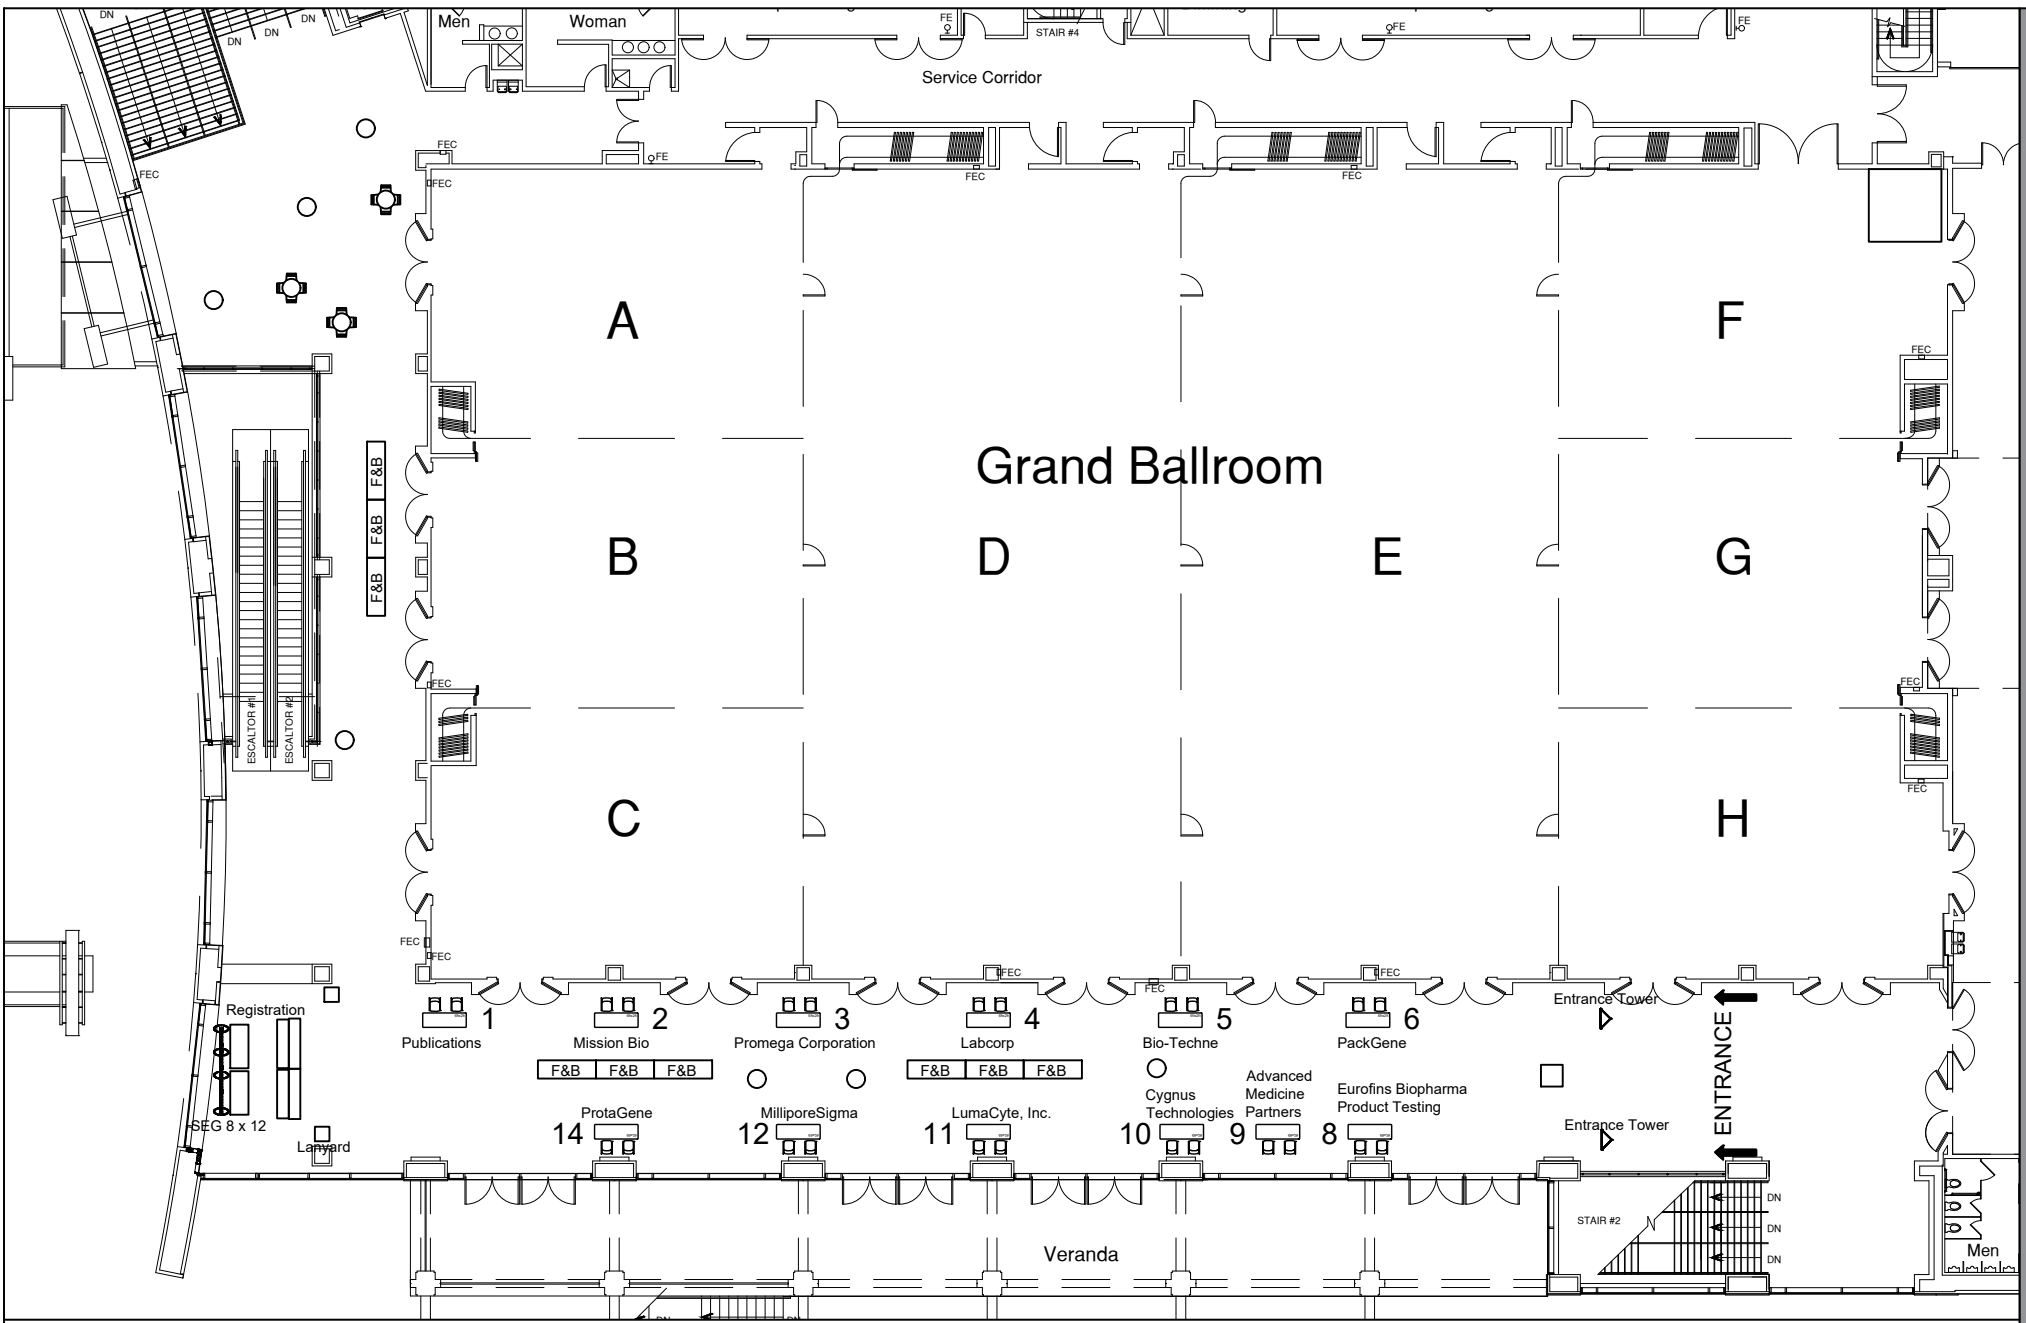 DN
DN
DN
DN
Men
Woman
FE
STAIR #4
FE
FE
Service Corridor
FEC
FE
FEC
FEC
FEC
FEC
A
F
FEC
Grand Ballroom
F&B
F&B
F&B
B
D
E
G
FEC
FEC
ESCALTOR #1
ESCALTOR #2
FEC
C
H
FEC
FEC
FEC
FEC
FEC
Registration
Entrance Tower
1
2
3
4
5
6
Publications
Mission Bio
Promega Corporation
Labcorp
Bio-Techne
PackGene
ENTRANCE
F&B F&B F&B
F&B F&B F&B
ProtaGene
MilliporeSigma
LumaCyte, Inc.
Cygnus
Technologies
Advanced
Medicine
Partners
Eurofins Biopharma
Product Testing
SEG 8 x 12
Lanyard
14
12
11
10
9
8
Entrance Tower
DN
STAIR #2
DN
DN
Veranda
Men
DN
DN